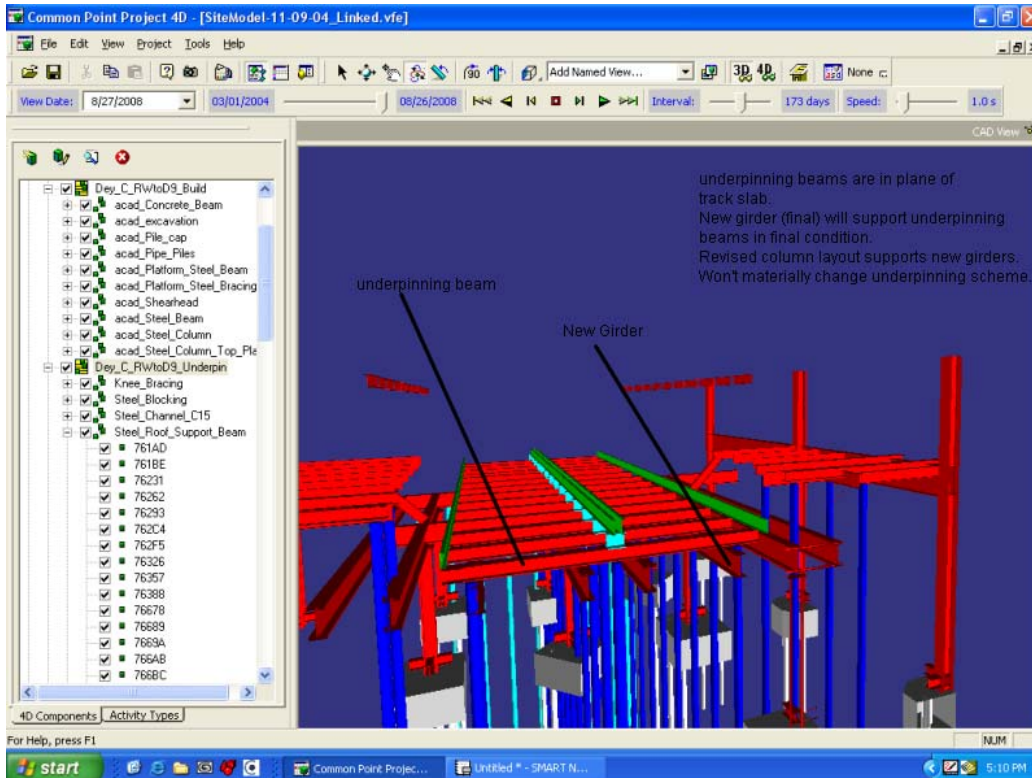 Common Point Project 4D - [SiteModel-11-09-04_Linked.vfe]
File Edit View Project Tools Help
Add Named View... 3D 4D None
View Date: 8/27/2008 03/01/2004 08/26/2008 Interval: 173 days Speed: 1.0 s
CAD View
Dey_C_RWtoD9_Build
acad_Concrete_Beam
acad_excavation
acad_Pile_cap
acad_Pipe_Piles
acad_Platform_Steel_Beam
acad_Platform_Steel_Bracing
acad_Shearhead
acad_Steel_Beam
acad_Steel_Column
acad_Steel_Column_Top_Pla
Dey_C_RWtoD9_Underpin
Knee_Bracing
Steel_Blocking
Steel_Channel_C15
Steel_Roof_Support_Beam
761AD
761BE
76231
76262
76293
762C4
762F5
76326
76357
76388
76678
76689
7669A
766AB
766BC
4D Components Activity Types
underpinning beams are in plane of
track slab.
New girder (final) will support underpinning
beams in final condition.
Revised column layout supports new girders.
Won't materially change underpinning scheme.
underpinning beam
New Girder
For Help, press F1
NUM
start Common Point Projec... Untitled * - SMART N... 5:10 PM